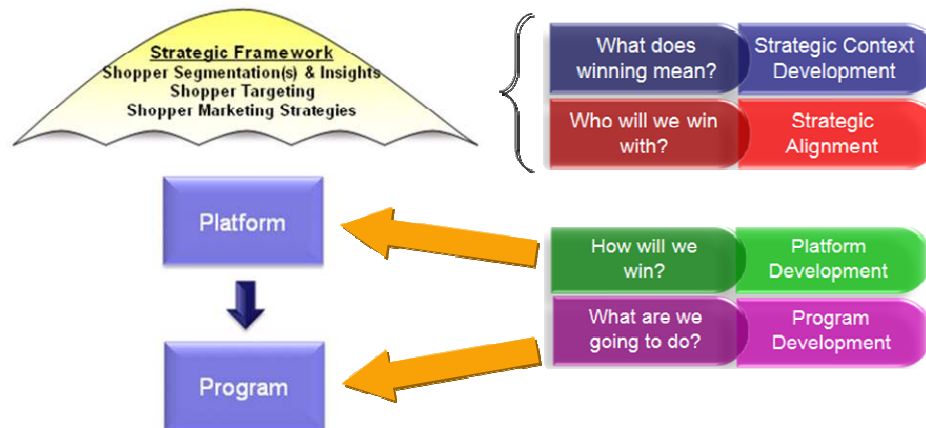 Strategic Framework
Shopper Segmentation(s) & Insights
Shopper Targeting
Shopper Marketing Strategies
What does
winning mean?
Strategic Context
Development
Who will we win
with?
Strategic
Alignment
Platform
How will we
win?
Platform
Development
What are we
going to do?
Program
Development
Program